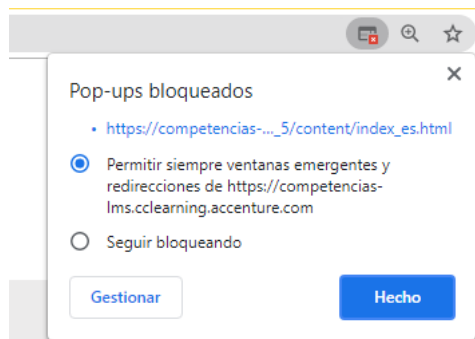 Pop-ups bloqueados
https://competencias-..._5/content/index_es.html
Permitir siempre ventanas emergentes y
redirecciones de https://competencias-
lms.cclearning.accenture.com
Seguir bloqueando
Gestionar
Hecho